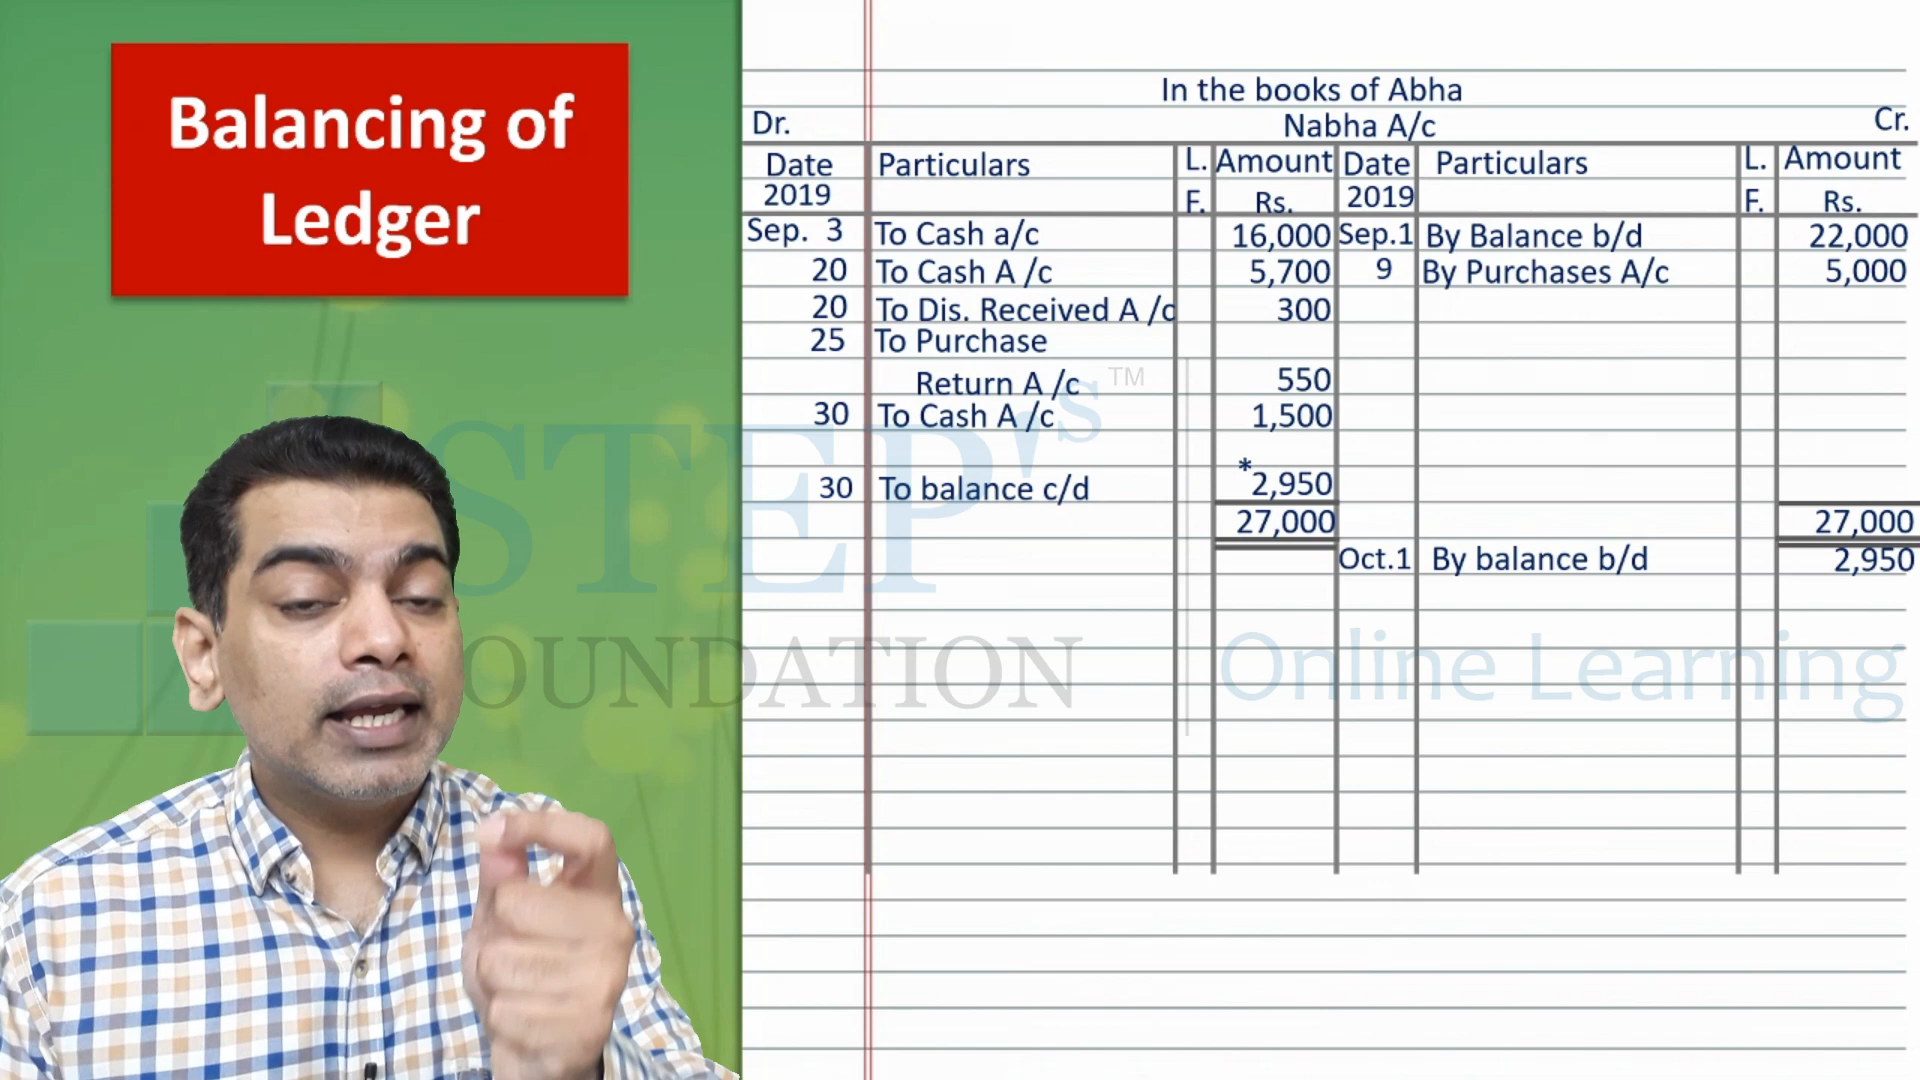 Balancing of
Ledger
In the books of Abha
Dr. Nabha A/c Cr.
Date Particulars L. Amount Date Particulars L. Amount
2019 F. Rs. 2019 F. Rs.
Sep. 3 To Cash a/c 16,000 Sep.1 By Balance b/d 22,000
20 To Cash A /c 5,700 9 By Purchases A/c 5,000
20 To Dis. Received A /c 300
25 To Purchase
Return A /c 550
30 To Cash A /c 1,500
*
30 To balance c/d 2,950
27,000 27,000
Oct.1 By balance b/d 2,950
STEP's TM
OUNDATION Online Learning